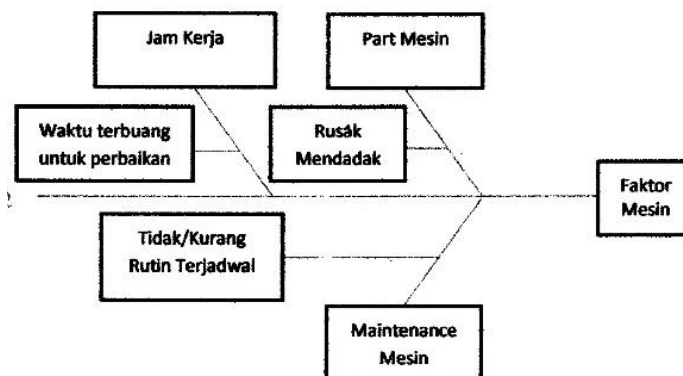 Jam Kerja
Part Mesin
Waktu terbuang
untuk perbaikan
Rusak
Mendadak
Faktor
Mesin
Tidak/Kurang
Rutin Terjadwal
Maintenance
Mesin